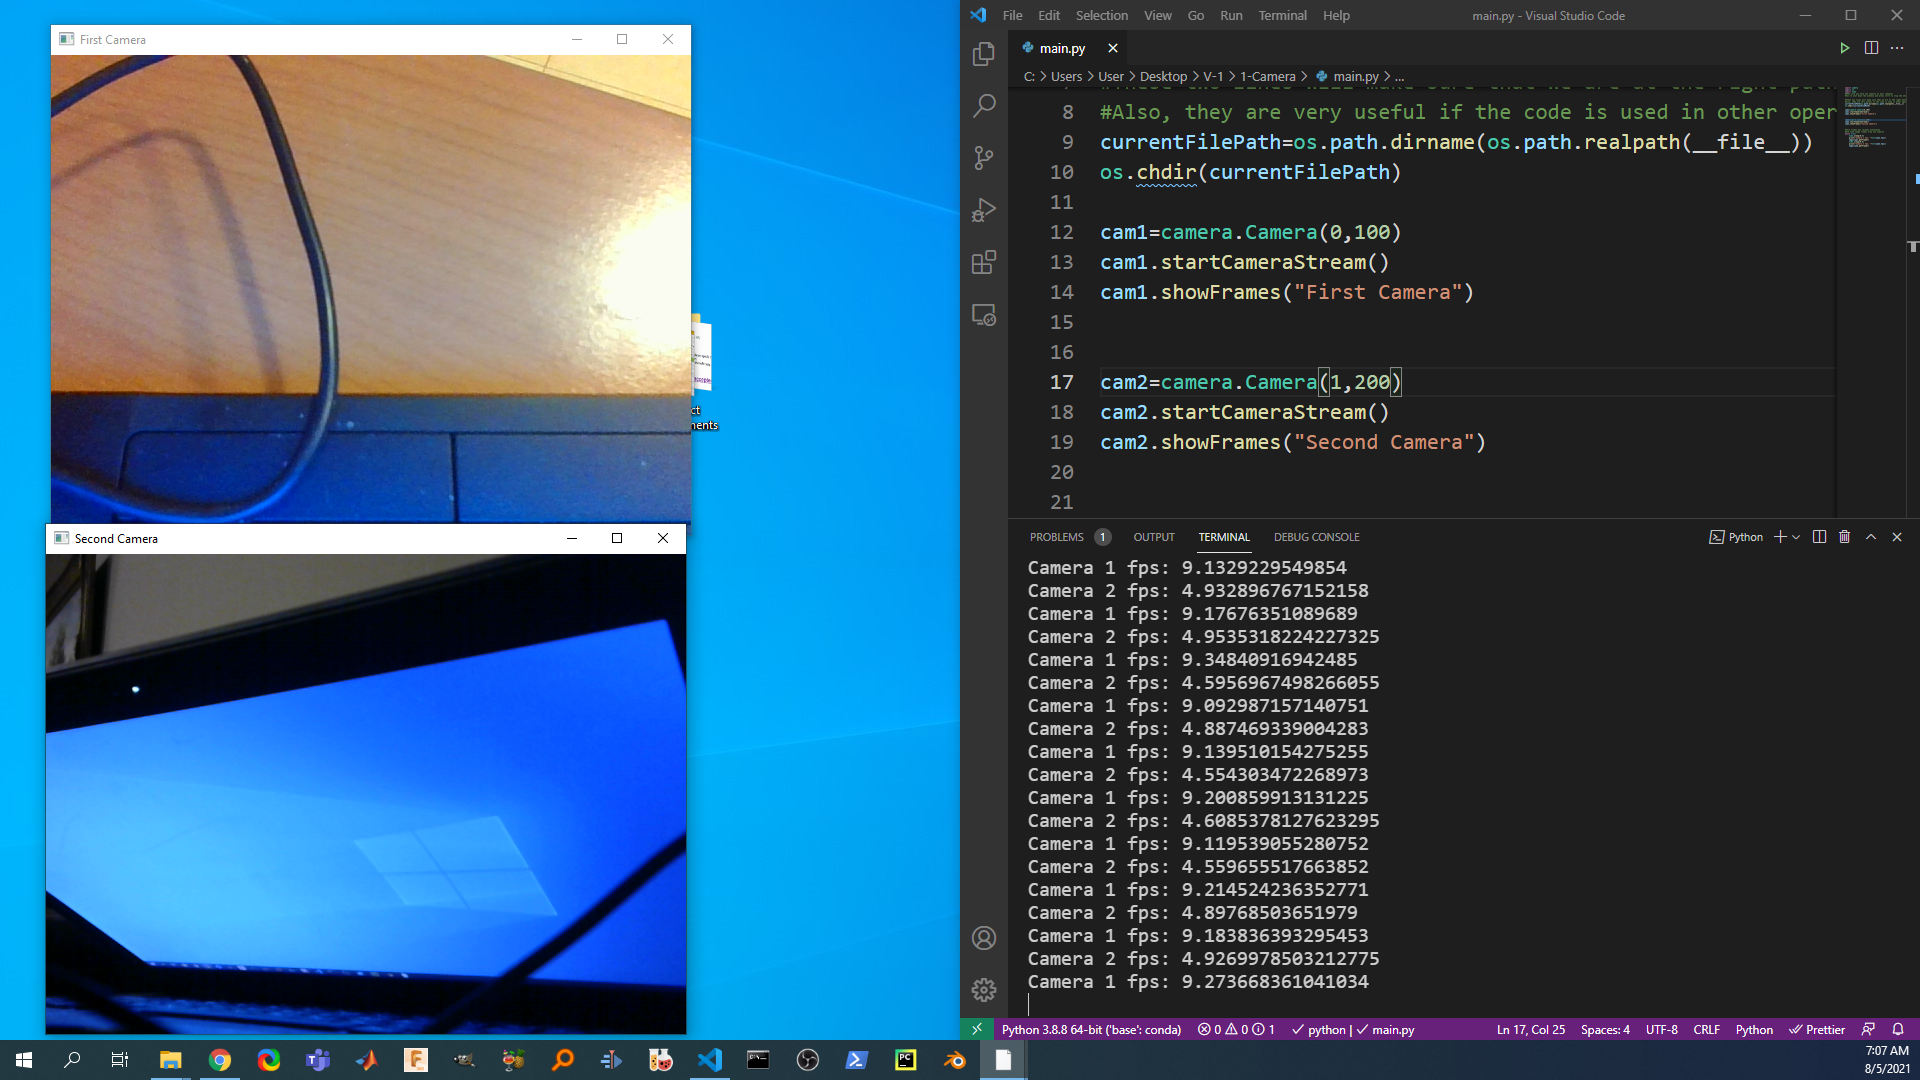 First Camera
Second Camera
ct
ments
File Edit Selection View Go Run Terminal Help
main.py - Visual Studio Code
main.py
C: > Users > User > Desktop > V-1 > 1-Camera > main.py > ...
8 #Also, they are very useful if the code is used in other oper
9 currentFilePath=os.path.dirname(os.path.realpath(__file__))
10 os.chdir(currentFilePath)
11
12 cam1=camera.Camera(0,100)
13 cam1.startCameraStream()
14 cam1.showFrames("First Camera")
15
16
17 cam2=camera.Camera(1,200)
18 cam2.startCameraStream()
19 cam2.showFrames("Second Camera")
20
21
PROBLEMS 1 OUTPUT TERMINAL DEBUG CONSOLE
Python
Camera 1 fps: 9.1329229549854
Camera 2 fps: 4.932896767152158
Camera 1 fps: 9.17676351089689
Camera 2 fps: 4.9535318224227325
Camera 1 fps: 9.34840916942485
Camera 2 fps: 4.5956967498266055
Camera 1 fps: 9.092987157140751
Camera 2 fps: 4.887469339004283
Camera 1 fps: 9.139510154275255
Camera 2 fps: 4.554303472268973
Camera 1 fps: 9.200859913131225
Camera 2 fps: 4.6085378127623295
Camera 1 fps: 9.119539055280752
Camera 2 fps: 4.559655517663852
Camera 1 fps: 9.214524236352771
Camera 2 fps: 4.89768503651979
Camera 1 fps: 9.183836393295453
Camera 2 fps: 4.9269978503212775
Camera 1 fps: 9.273668361041034
Python 3.8.8 64-bit ('base': conda) 0 0 1 python | main.py Ln 17, Col 25 Spaces: 4 UTF-8 CRLF Python Prettier
7:07 AM
8/5/2021